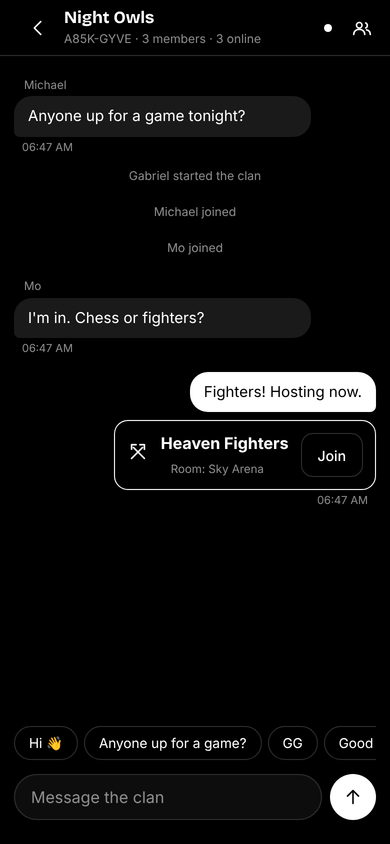 Night Owls
A85K-GYVE · 3 members · 3 online
Michael
Anyone up for a game tonight?
06:47 AM
Gabriel started the clan
Michael joined
Mo joined
Mo
I'm in. Chess or fighters?
06:47 AM
Fighters! Hosting now.
Heaven Fighters
Room: Sky Arena
Join
06:47 AM
Hi 👋
Anyone up for a game?
GG
Good
Message the clan